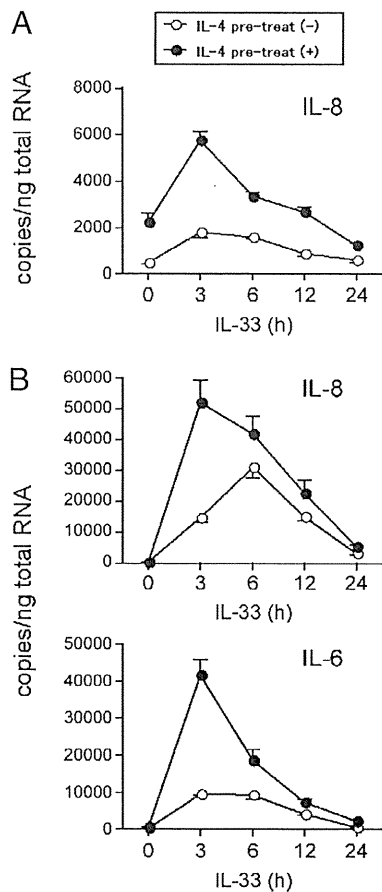 A
IL-4 pre-treat (-)
IL-4 pre-treat (+)
IL-8
copies/ng total RNA
8000
6000
4000
2000
0
0 3 6 12 24
IL-33 (h)
B
IL-8
copies/ng total RNA
60000
50000
40000
30000
20000
10000
0
0 3 6 12 24
IL-33 (h)
IL-6
50000
40000
30000
20000
10000
0
0 3 6 12 24
IL-33 (h)